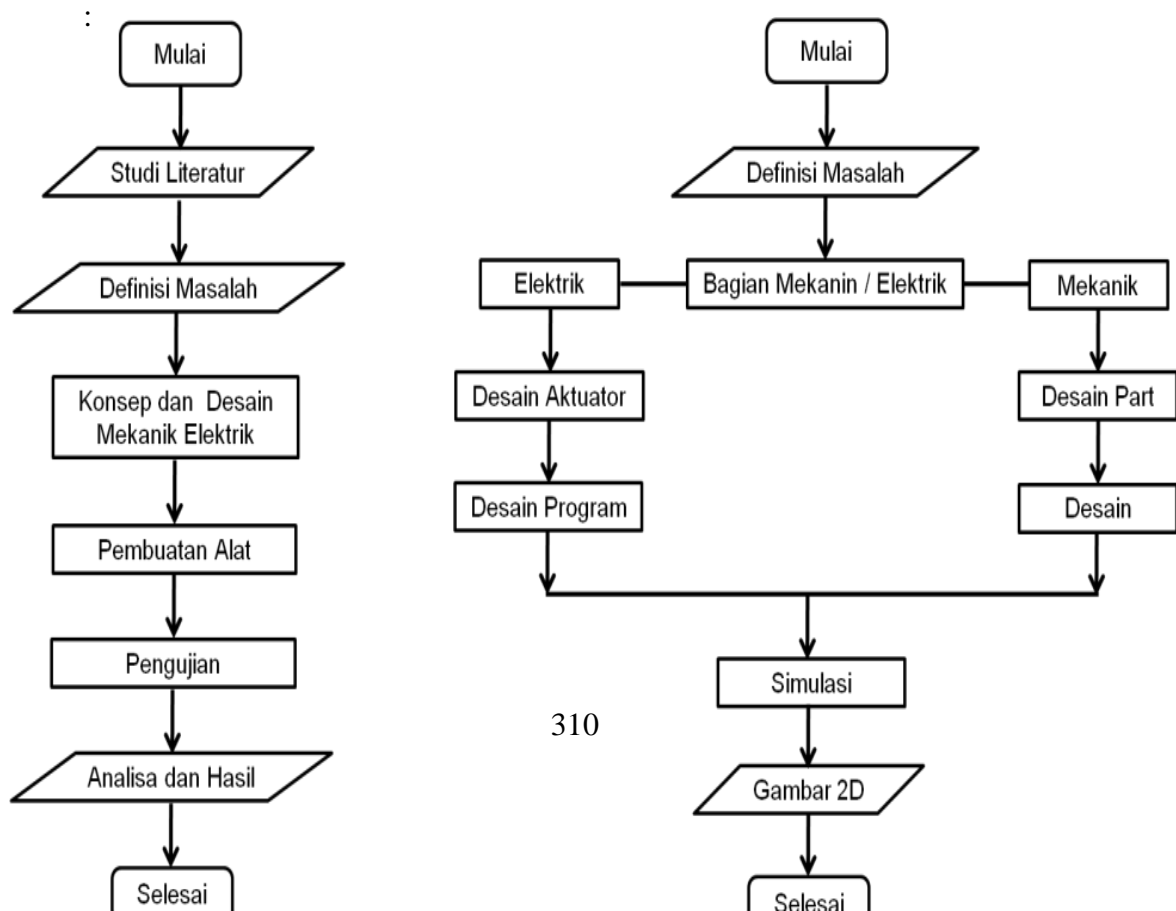 :
Mulai
Studi Literatur
Definisi Masalah
Konsep dan Desain
Mekanik Elektrik
Pembuatan Alat
Pengujian
Analisa dan Hasil
Selesai
Mulai
Definisi Masalah
Elektrik
Bagian Mekanin / Elektrik
Mekanik
Desain Aktuator
Desain Part
Desain Program
Desain
Simulasi
310
Gambar 2D
Selesai